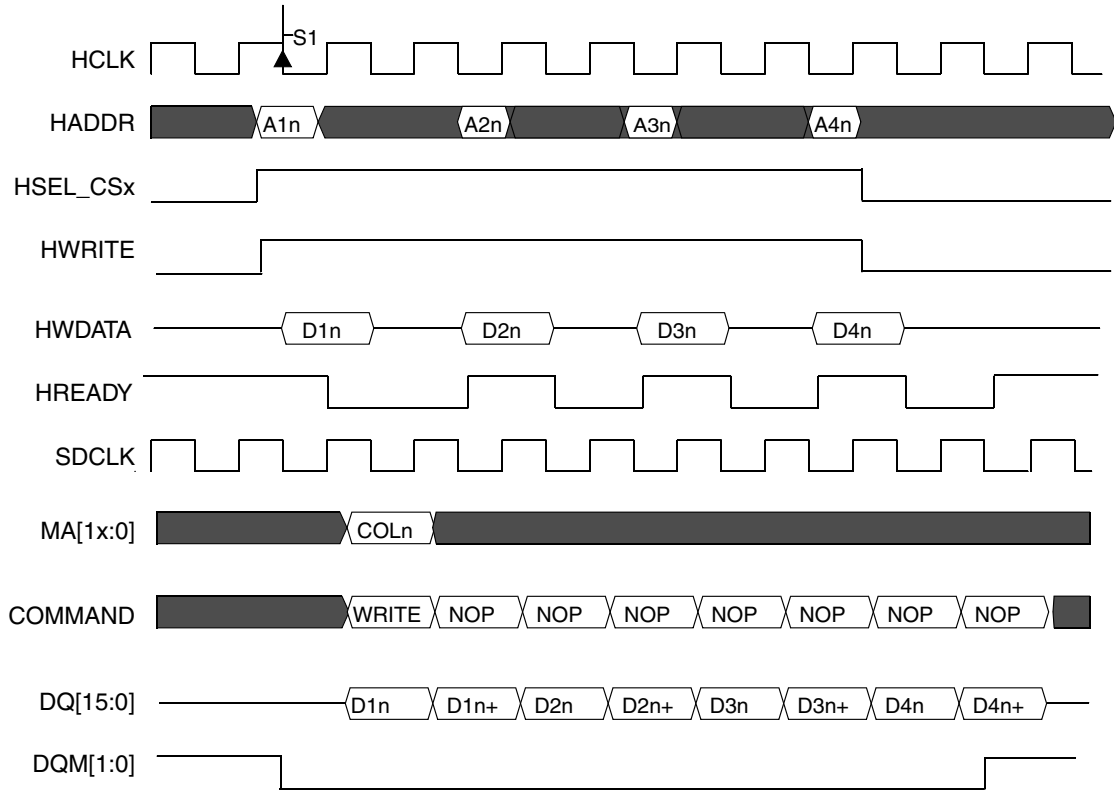 S1
HCLK
HADDR A1n A2n A3n A4n
HSEL_CSx
HWRITE
HWDATA D1n D2n D3n D4n
HREADY
SDCLK
MA[1x:0] COLn
COMMAND WRITE NOP NOP NOP NOP NOP NOP NOP
DQ[15:0] D1n D1n+ D2n D2n+ D3n D3n+ D4n D4n+
DQM[1:0]